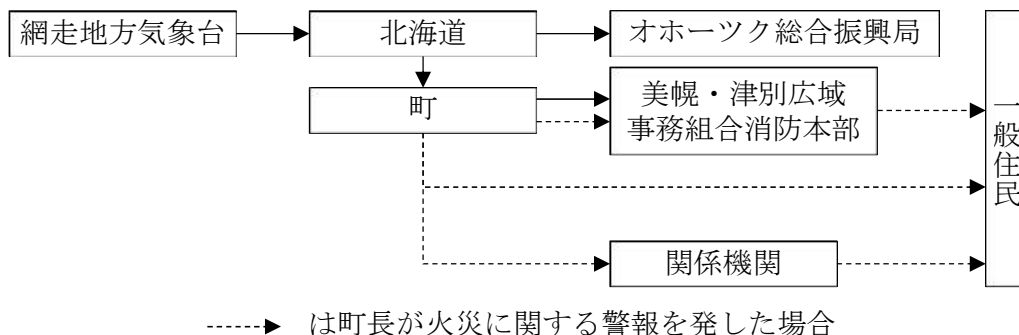 網走地方気象台
北海道
オホーツク総合振興局
町
美幌・津別広域
事務組合消防本部
一般住民
関係機関
は町長が火災に関する警報を発した場合